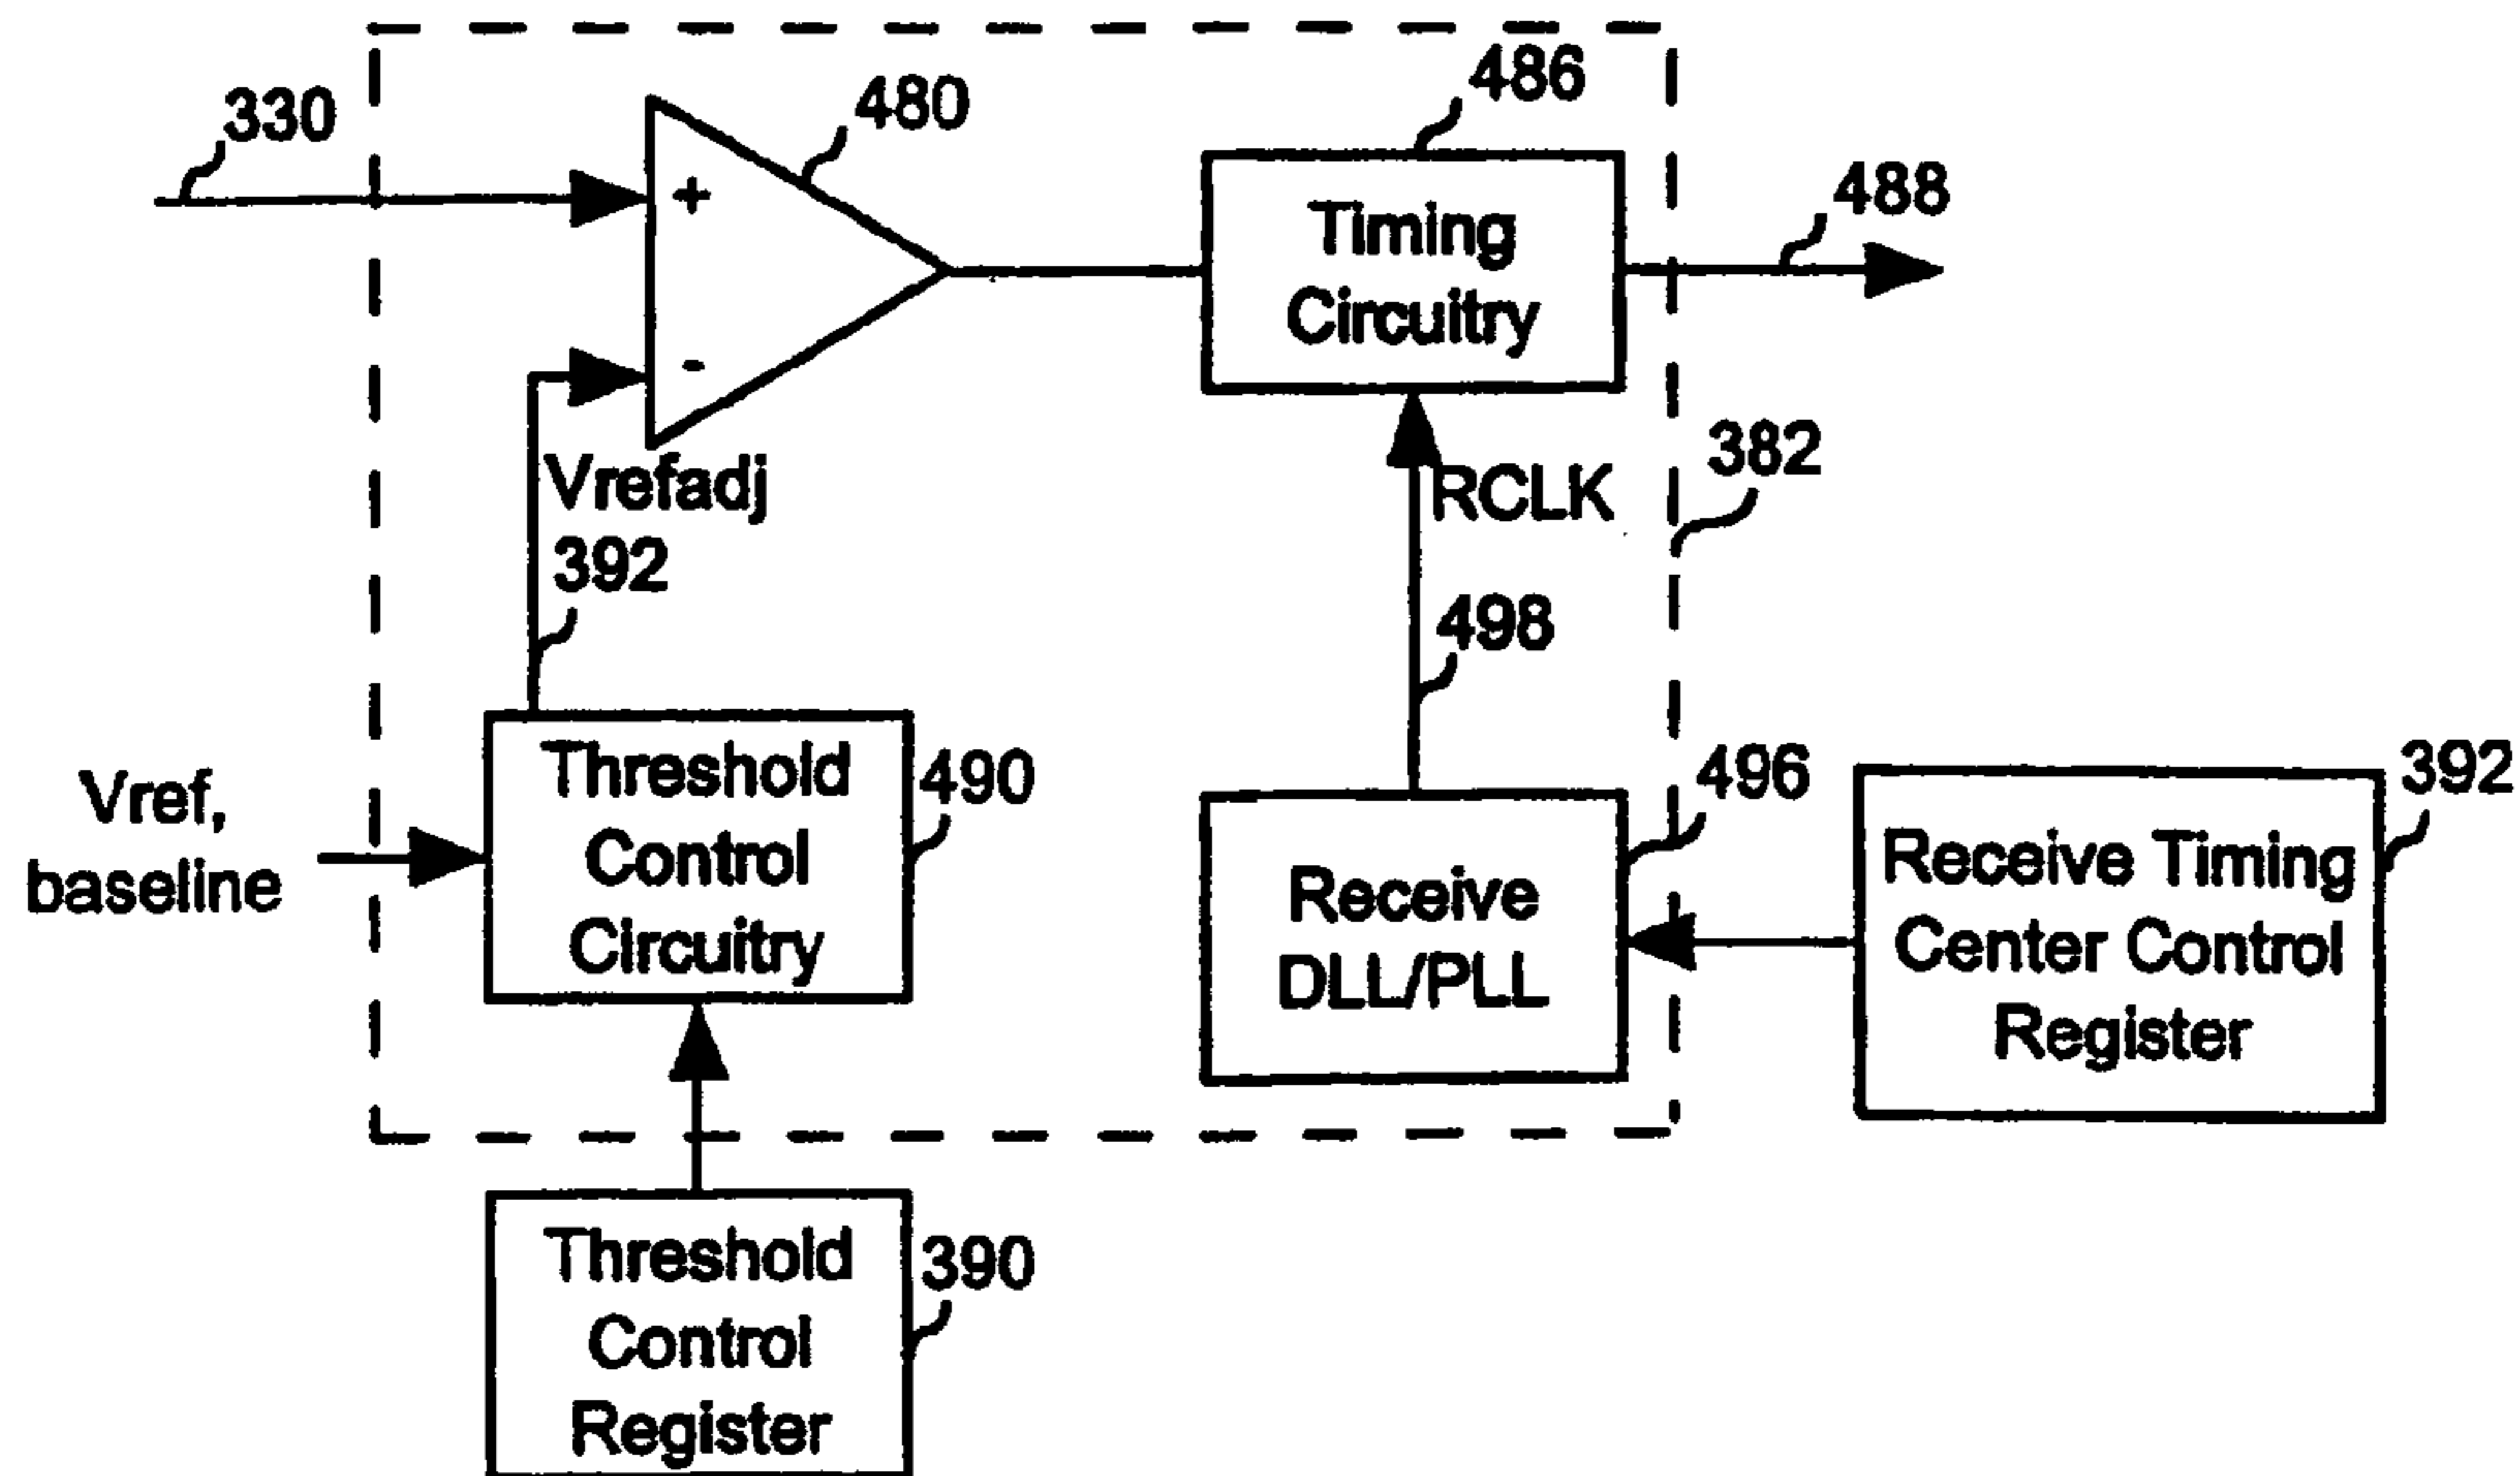 330
480
486
+
Timing
Circuitry
488
-
Vrefadj
392
RCLK
382
498
Vref,
baseline
Threshold
Control
Circuitry
490
Receive
DLL/PLL
496
Receive Timing
Center Control
Register
392
Threshold
Control
Register
390